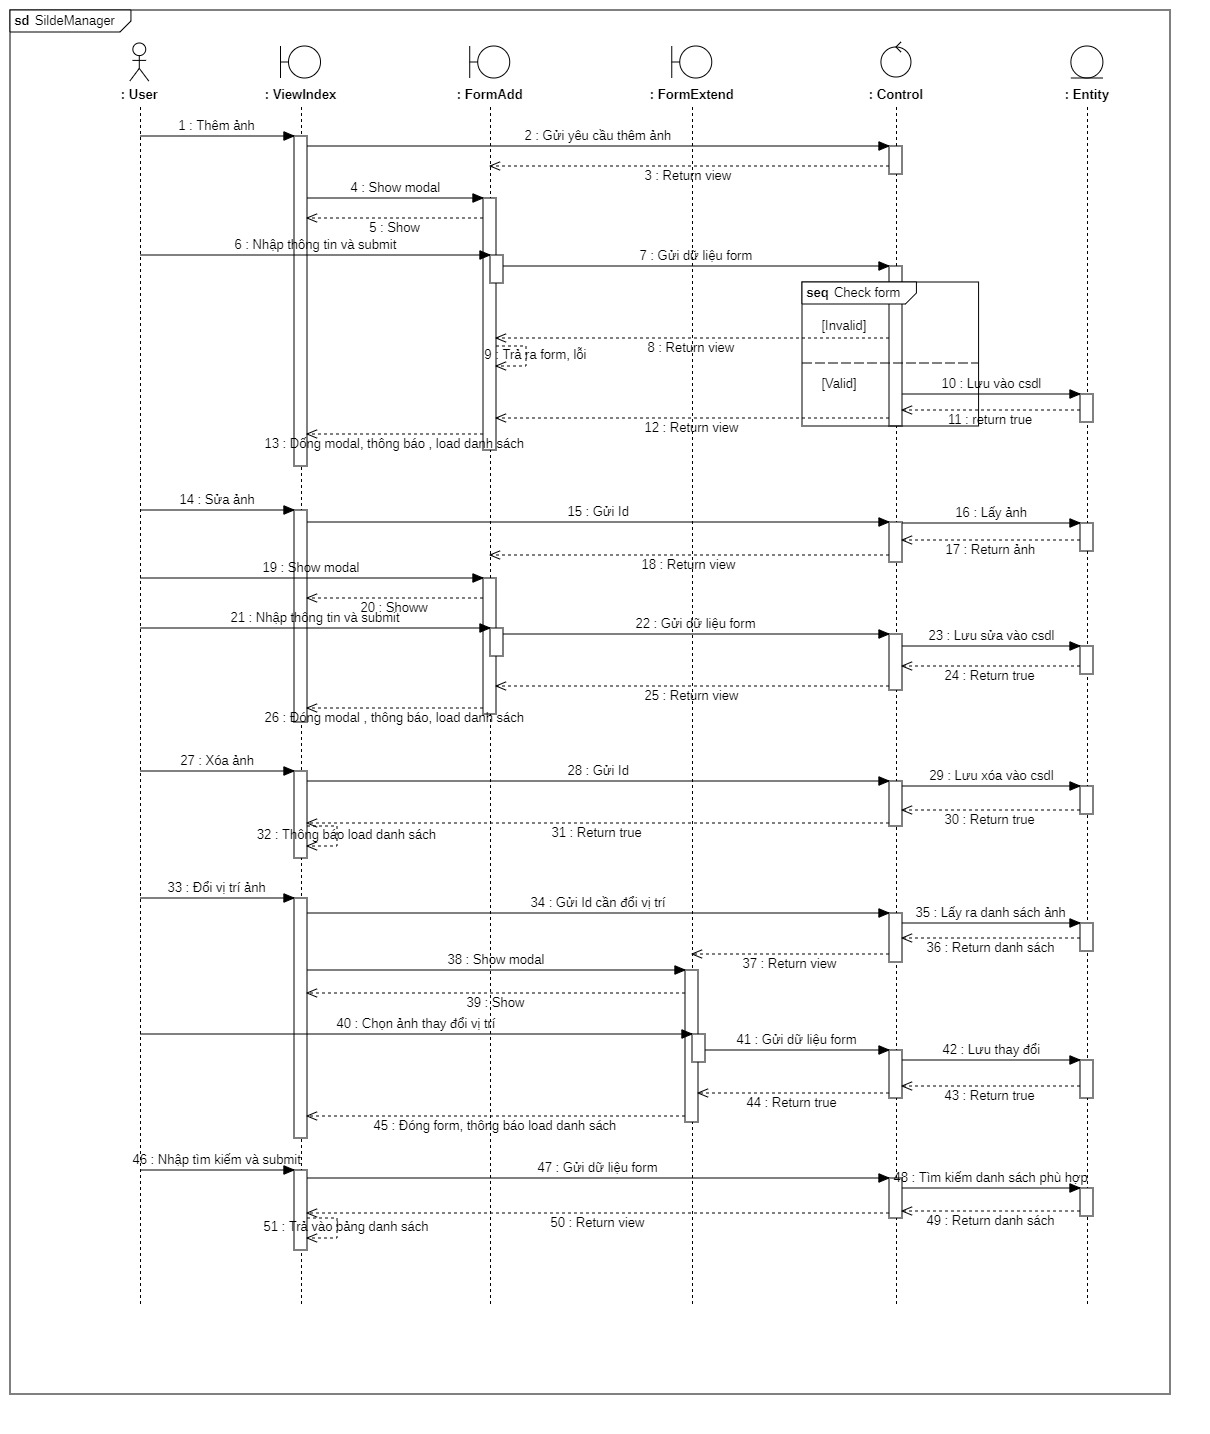 sd SildeManager
: User
: ViewIndex
: FormAdd
: FormExtend
: Control
: Entity
1 : Thêm ảnh
2 : Gửi yêu cầu thêm ảnh
3 : Return view
4 : Show modal
5 : Show
6 : Nhập thông tin và submit
7 : Gửi dữ liệu form
seq Check form
[Invalid]
8 : Return view
9 : Trả ra form, lỗi
[Valid]
10 : Lưu vào csdl
11 : return true
12 : Return view
13 : Dống modal, thông báo , load danh sách
14 : Sửa ảnh
15 : Gửi Id
16 : Lấy ảnh
17 : Return ảnh
18 : Return view
19 : Show modal
20 : Showw
21 : Nhập thông tin và submit
22 : Gửi dữ liệu form
23 : Lưu sửa vào csdl
24 : Return true
25 : Return view
26 : Đóng modal , thông báo, load danh sách
27 : Xóa ảnh
28 : Gửi Id
29 : Lưu xóa vào csdl
30 : Return true
31 : Return true
32 : Thông báo load danh sách
33 : Đổi vị trí ảnh
34 : Gửi Id cần đổi vị trí
35 : Lấy ra danh sách ảnh
36 : Return danh sách
37 : Return view
38 : Show modal
39 : Show
40 : Chọn ảnh thay đổi vị trí
41 : Gửi dữ liệu form
42 : Lưu thay đổi
43 : Return true
44 : Return true
45 : Đóng form, thông báo load danh sách
46 : Nhập tìm kiếm và submit
47 : Gửi dữ liệu form
48 : Tìm kiếm danh sách phù hợp
49 : Return danh sách
50 : Return view
51 : Trả vào bảng danh sách